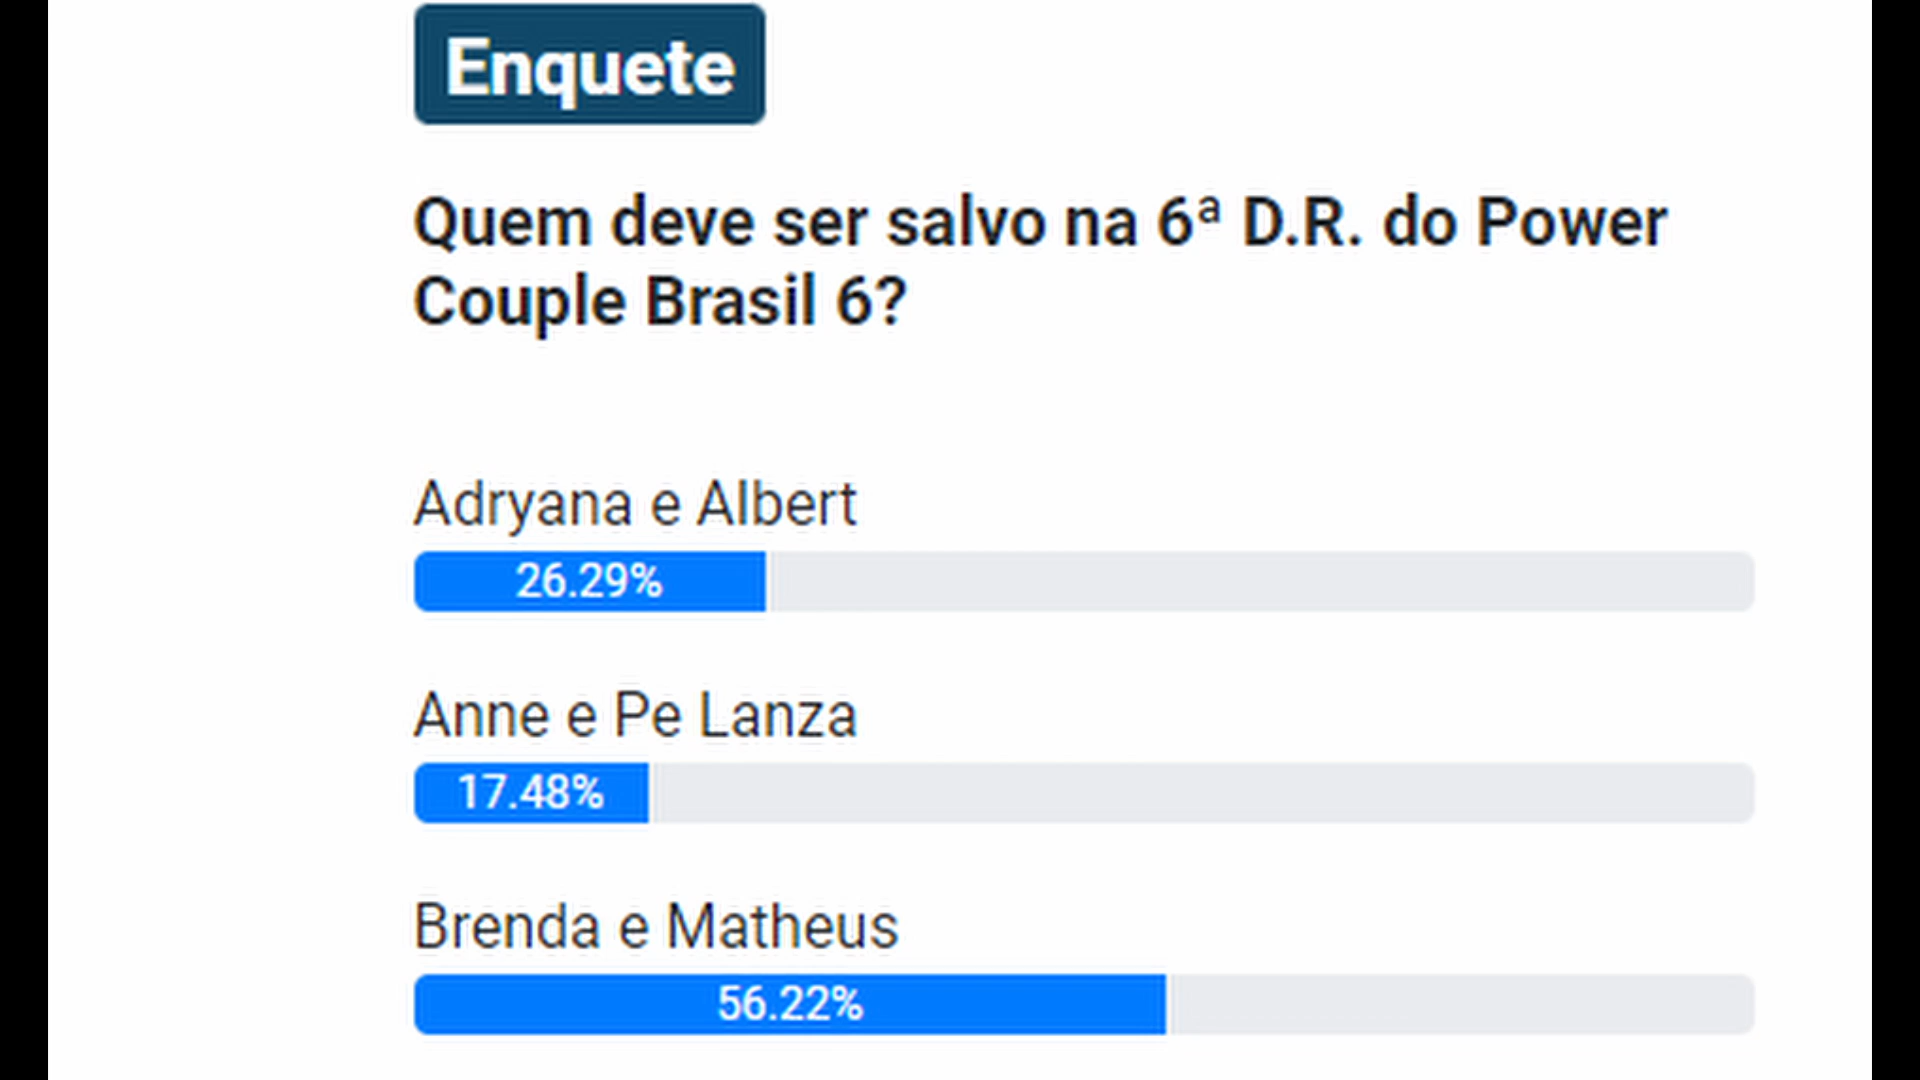 Enquete
Quem deve ser salvo na 6ª D.R. do Power
Couple Brasil 6?
Adryana e Albert
26.29%
Anne e Pe Lanza
17.48%
Brenda e Matheus
56.22%